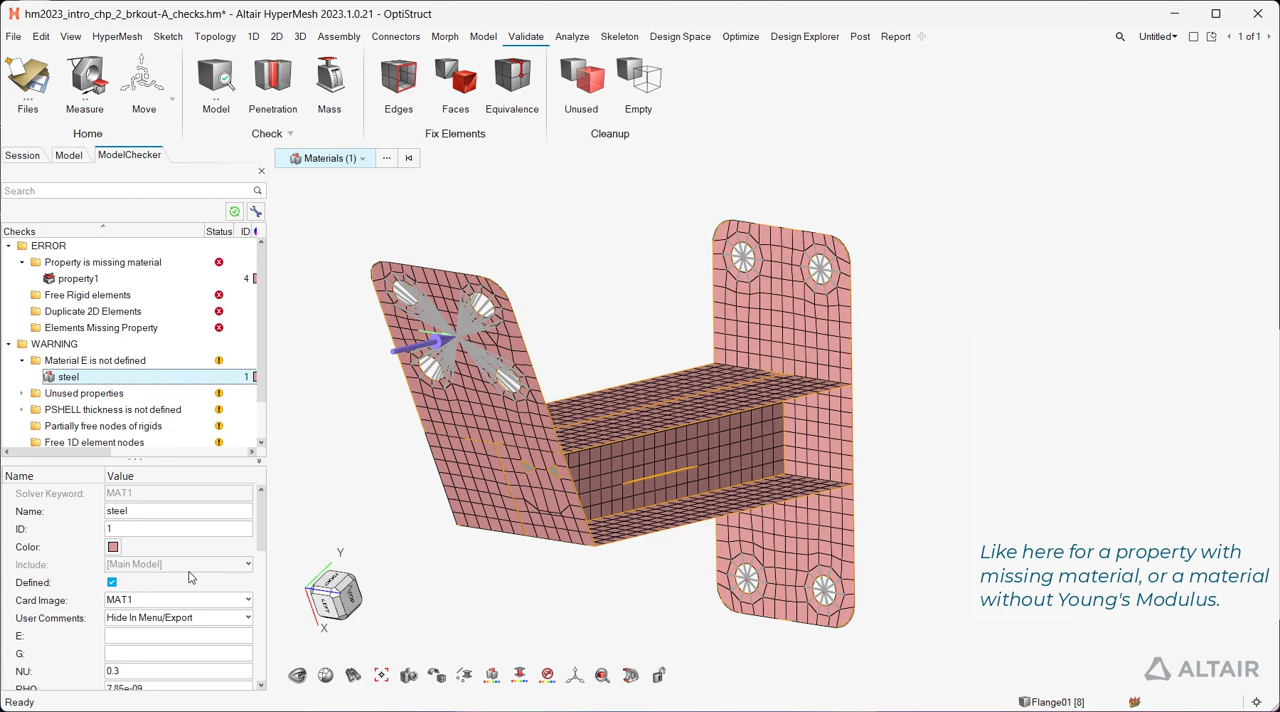 hm2023_intro_chp_2_brkout-A_checks.hm* - Altair HyperMesh 2023.1.0.21 - OptiStruct
File Edit View HyperMesh Sketch Topology 1D 2D 3D Assembly Connectors Morph Model Validate Analyze Skeleton Design Space Optimize Design Explorer Post Report Untitled 1 of 1
Files Measure Move Model Penetration Mass Edges Faces Equivalence Unused Empty
Home Check Fix Elements Cleanup
Session Model ModelChecker
Materials (1)
Search
Checks Status ID
ERROR
Property is missing material
property1 4
Free Rigid elements
Duplicate 2D Elements
Elements Missing Property
WARNING
Material E is not defined
steel 1
Unused properties
PSHELL thickness is not defined
Partially free nodes of rigids
Free 1D element nodes
Name Value
Solver Keyword: MAT1
Name: steel
ID: 1
Color:
Include: [Main Model]
Defined:
Card Image: MAT1
User Comments: Hide In Menu/Export
E:
G:
NU: 0.3
RHO: 7.85e-09
Y
X
LEFT
Like here for a property with
missing material, or a material
without Young's Modulus.
ALTAIR
Ready
Flange01 [8]